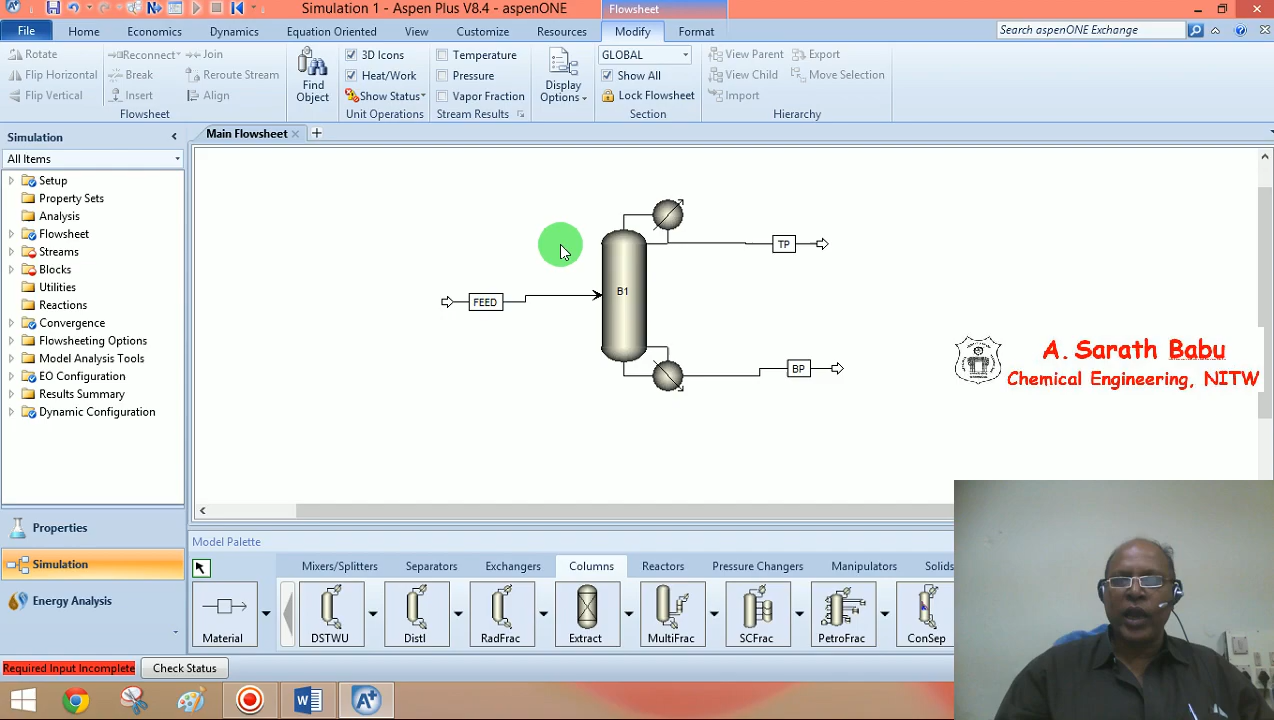 Simulation 1 - Aspen Plus V8.4 - aspenONE
Flowsheet
File
Home
Economics
Dynamics
Equation Oriented
View
Customize
Resources
Modify
Format
Search aspenONE Exchange
Rotate
Flip Horizontal
Flip Vertical
Reconnect
Break
Insert
Join
Reroute Stream
Align
Flowsheet
Find
Object
3D Icons
Heat/Work
Show Status
Unit Operations
Temperature
Pressure
Vapor Fraction
Stream Results
Display
Options
GLOBAL
Show All
Lock Flowsheet
Section
View Parent
View Child
Import
Export
Move Selection
Hierarchy
Simulation
All Items
Setup
Property Sets
Analysis
Flowsheet
Streams
Blocks
Utilities
Reactions
Convergence
Flowsheeting Options
Model Analysis Tools
EO Configuration
Results Summary
Dynamic Configuration
Properties
Simulation
Energy Analysis
Main Flowsheet
TP
B1
FEED
BP
A. Sarath Babu
Chemical Engineering, NITW
Model Palette
Mixers/Splitters
Separators
Exchangers
Columns
Reactors
Pressure Changers
Manipulators
Solids
Material
DSTWU
Distl
RadFrac
Extract
MultiFrac
SCFrac
PetroFrac
ConSep
Required Input Incomplete
Check Status